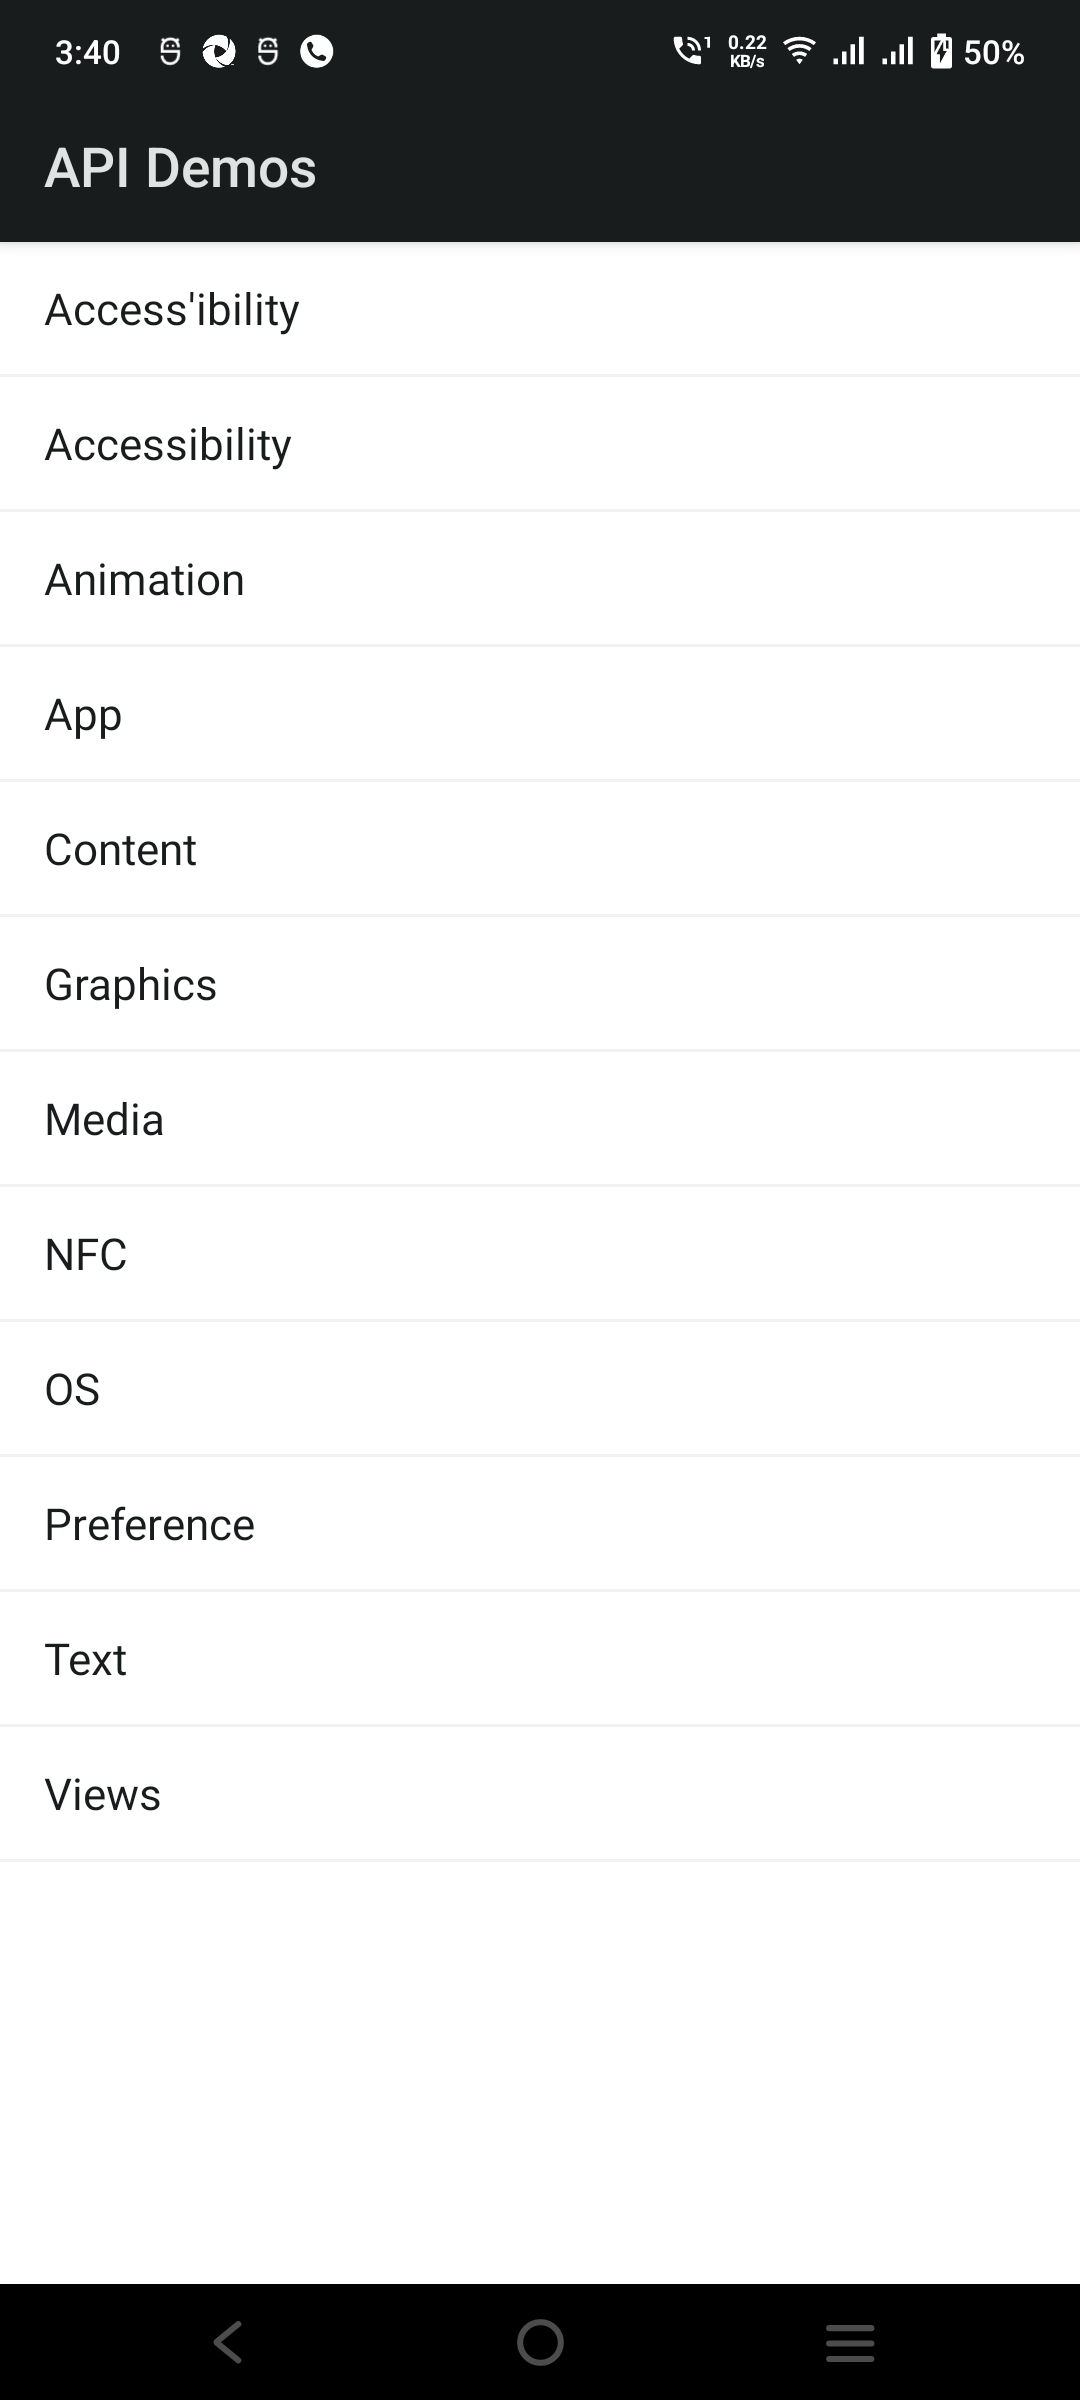 3:40
1 0.22 KB/s 50%
API Demos
Access'ibility
Accessibility
Animation
App
Content
Graphics
Media
NFC
OS
Preference
Text
Views